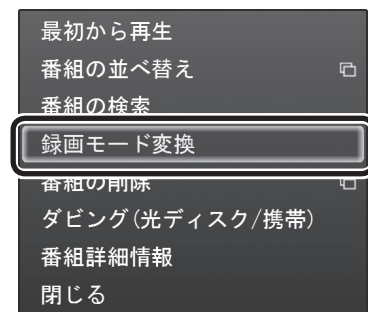 最初から再生
番組の並べ替え
番組の検索
録画モード変換
番組の削除
ダビング(光ディスク/携帯)
番組詳細情報
閉じる